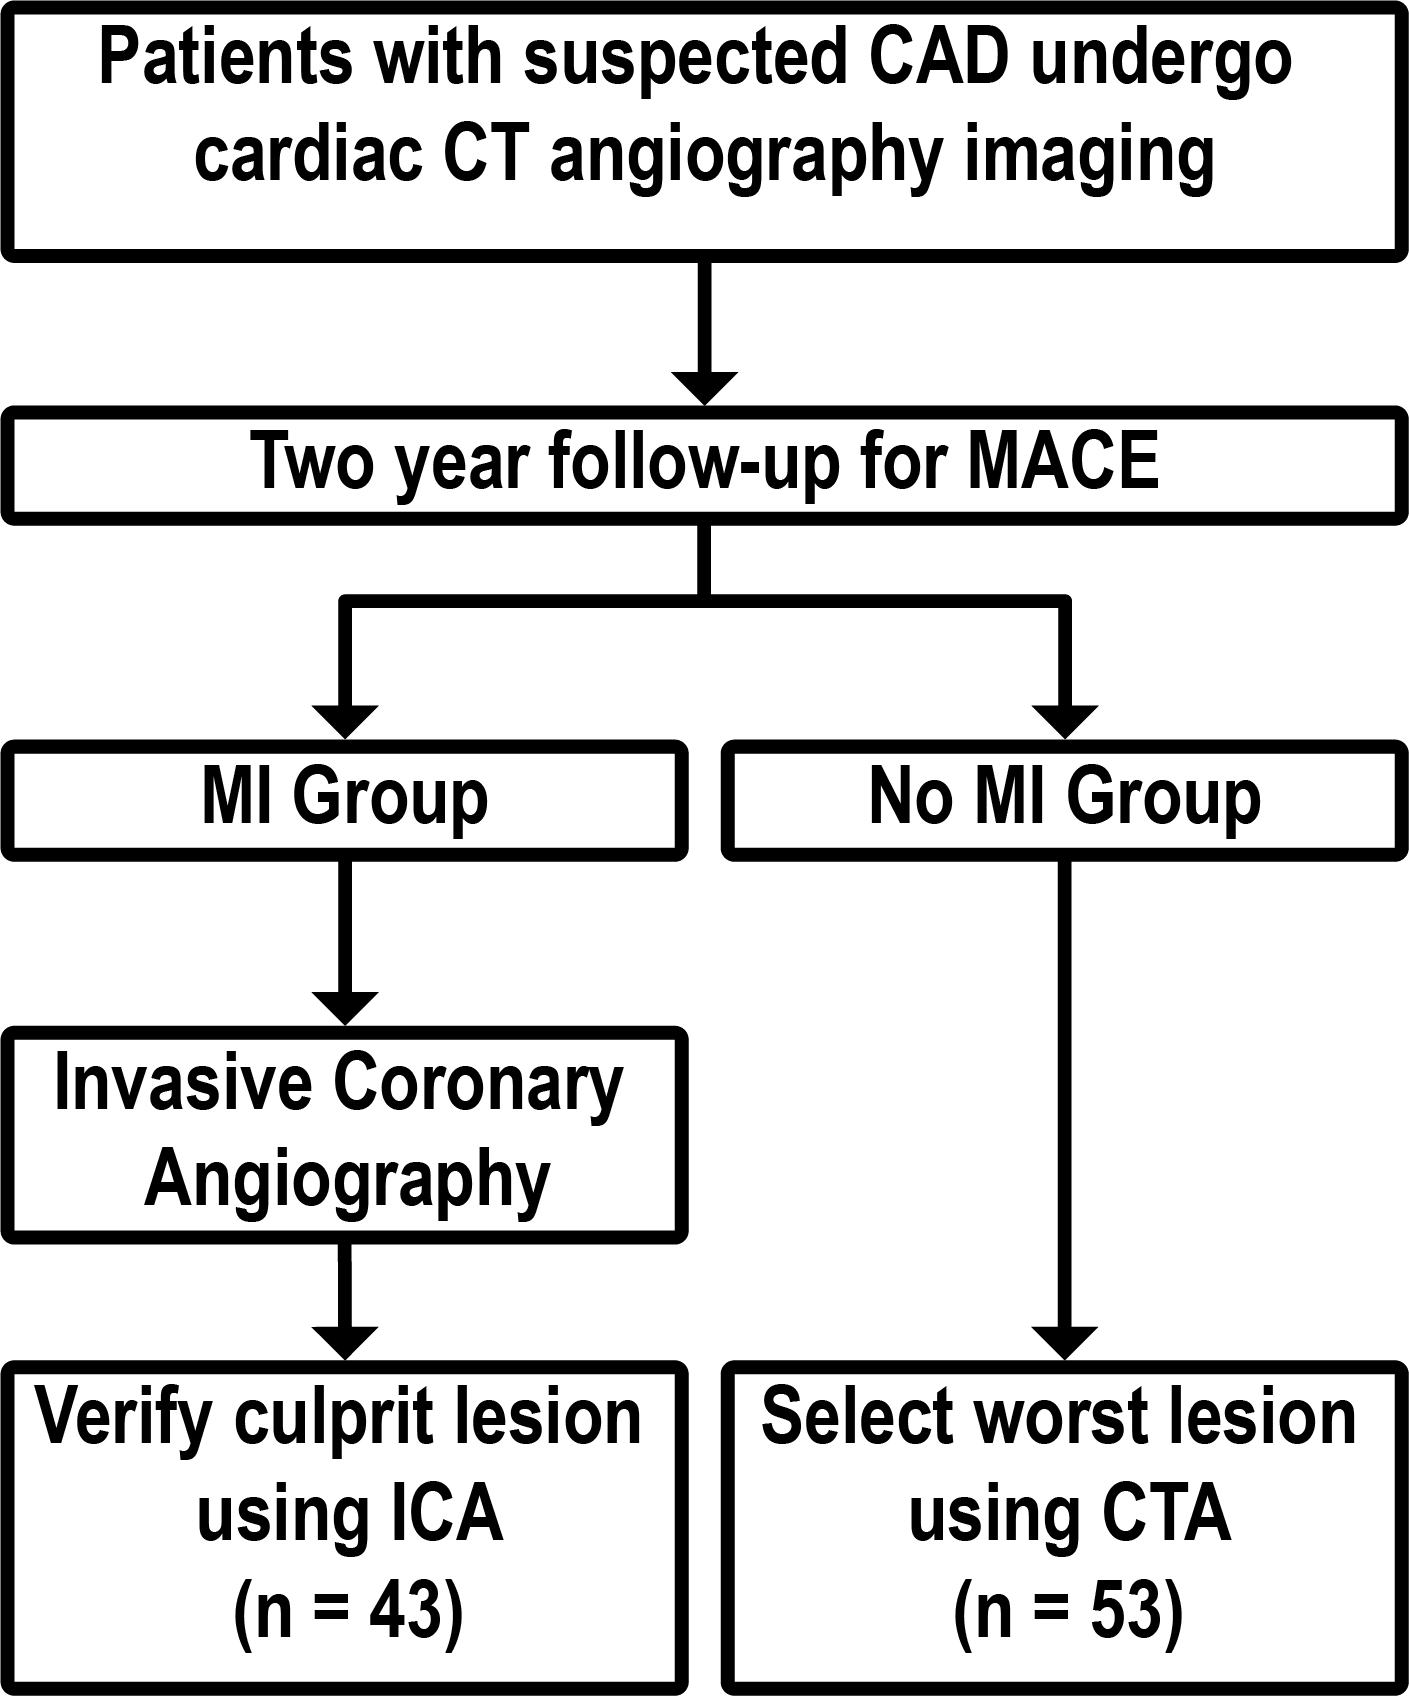 Patients with suspected CAD undergo
cardiac CT angiography imaging
Two year follow-up for MACE
MI Group
No MI Group
Invasive Coronary
Angiography
Verify culprit lesion
using ICA
(n = 43)
Select worst lesion
using CTA
(n = 53)